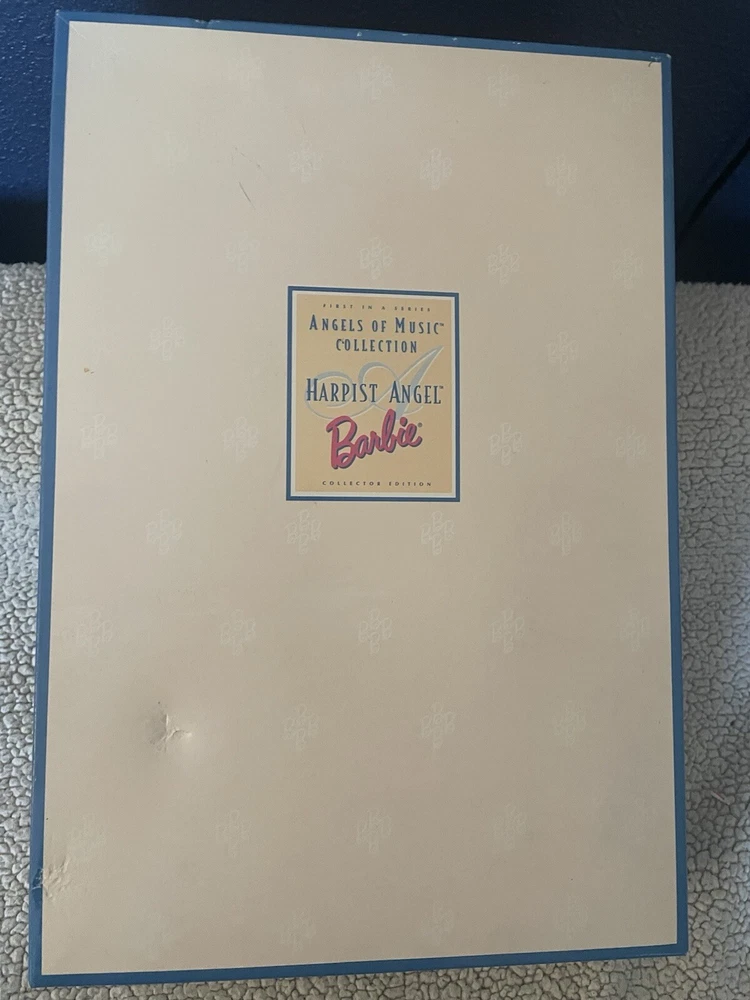 FIRST IN A SERIES
ANGELS OF MUSIC™
COLLECTION
HARPIST ANGEL™
Barbie®
COLLECTOR EDITION